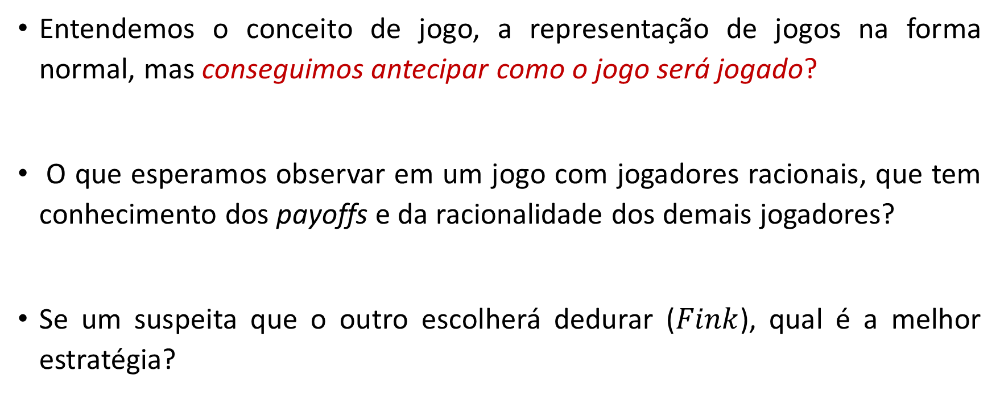 • Entendemos o conceito de jogo, a representação de jogos na forma
normal, mas conseguimos antecipar como o jogo será jogado?
• O que esperamos observar em um jogo com jogadores racionais, que tem
conhecimento dos payoffs e da racionalidade dos demais jogadores?
• Se um suspeita que o outro escolherá dedurar (Fink), qual é a melhor
estratégia?